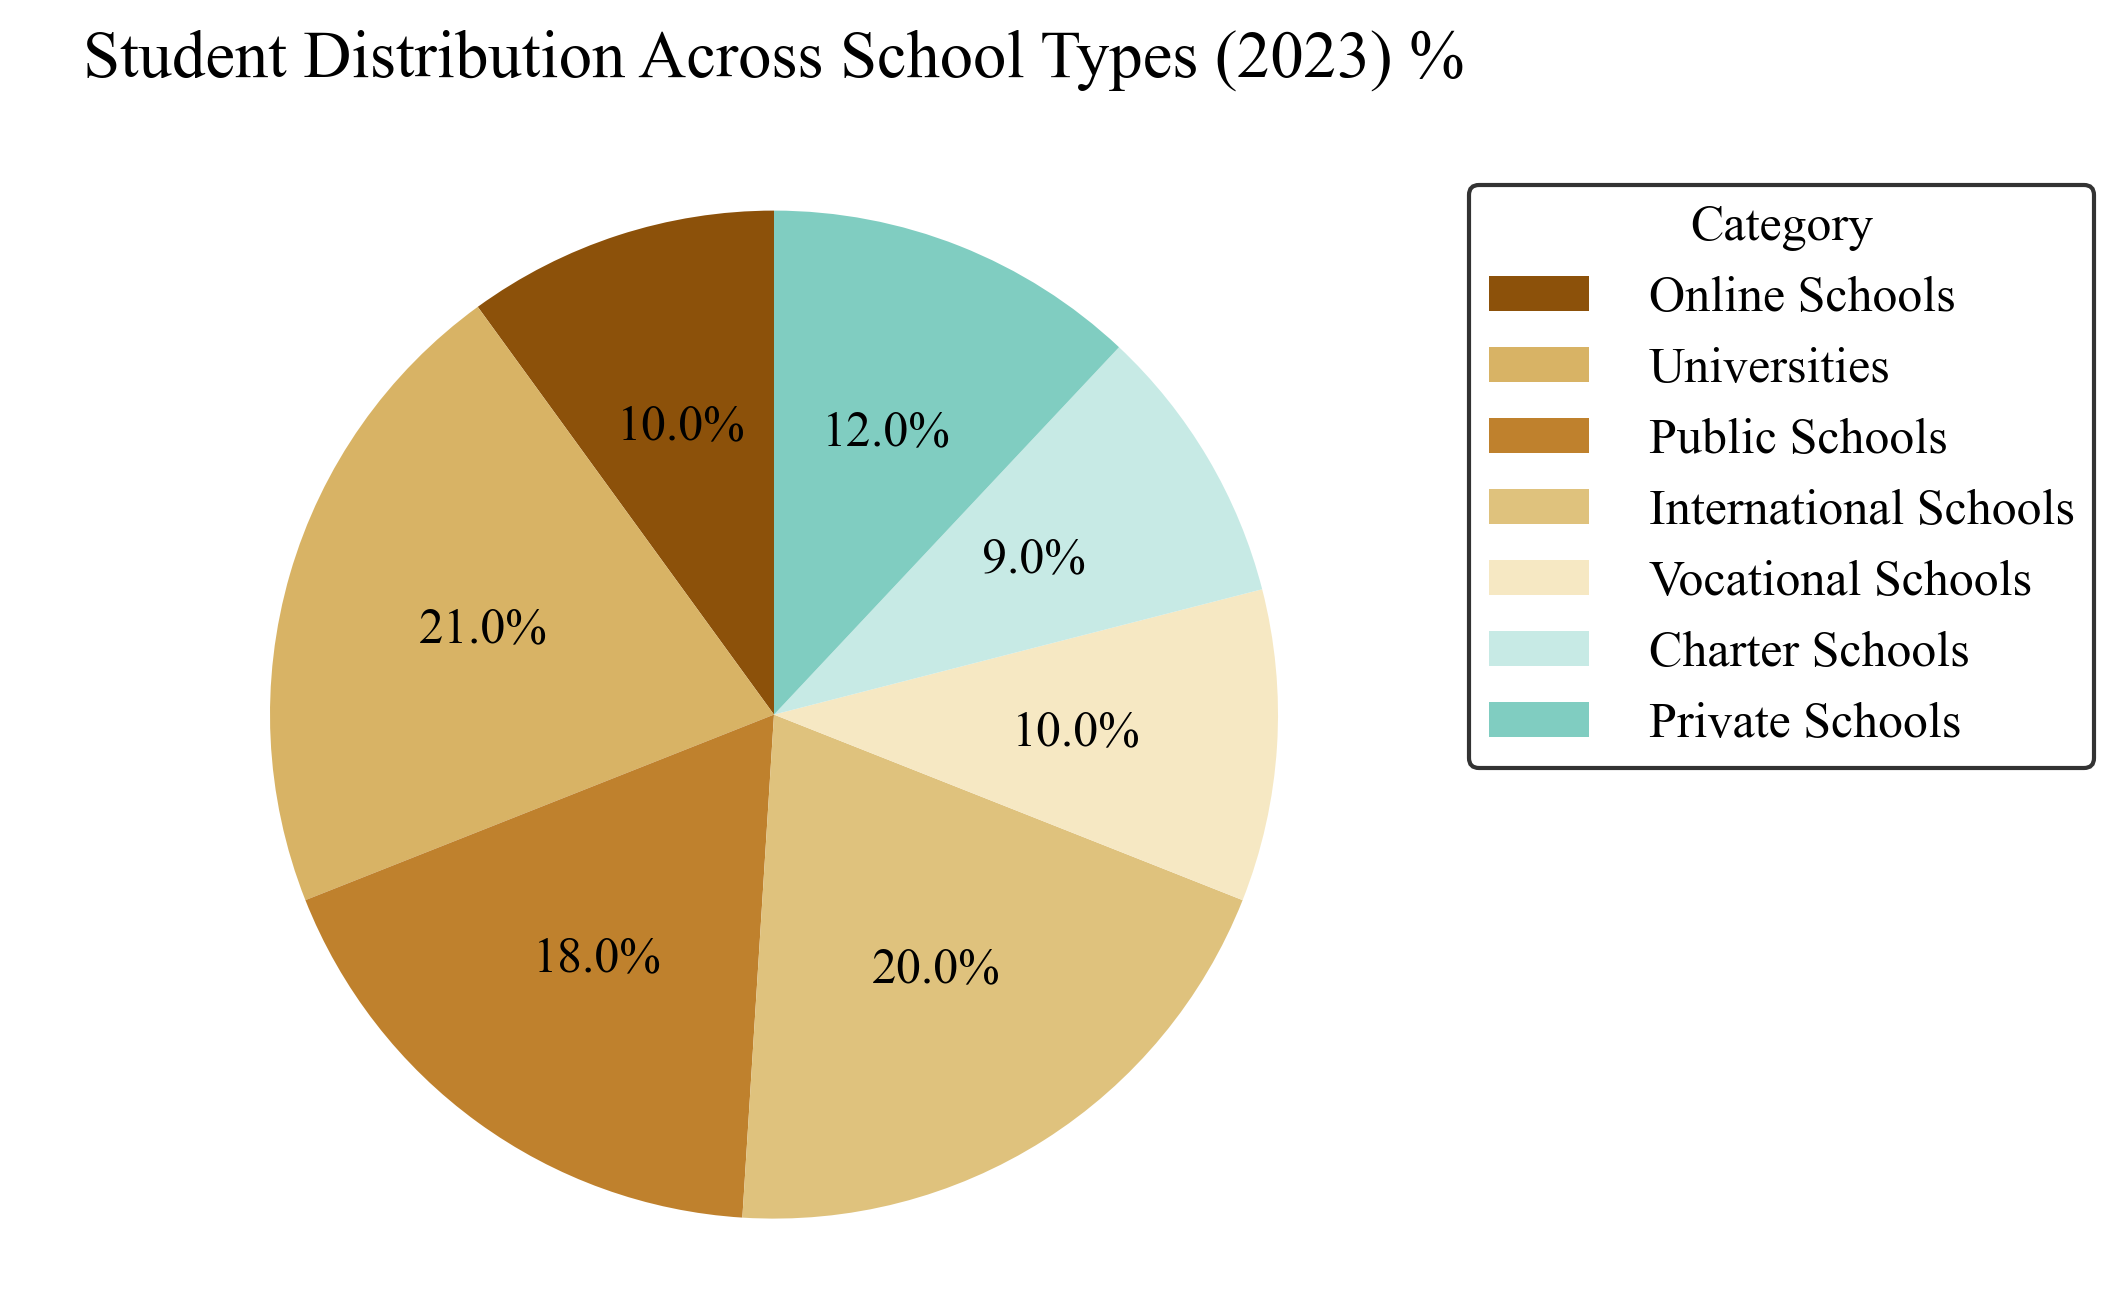 Student Distribution Across School Types (2023) %
Category
Online Schools
Universities
Public Schools
International Schools
Vocational Schools
Charter Schools
Private Schools
10.0%
12.0%
9.0%
21.0%
10.0%
18.0%
20.0%